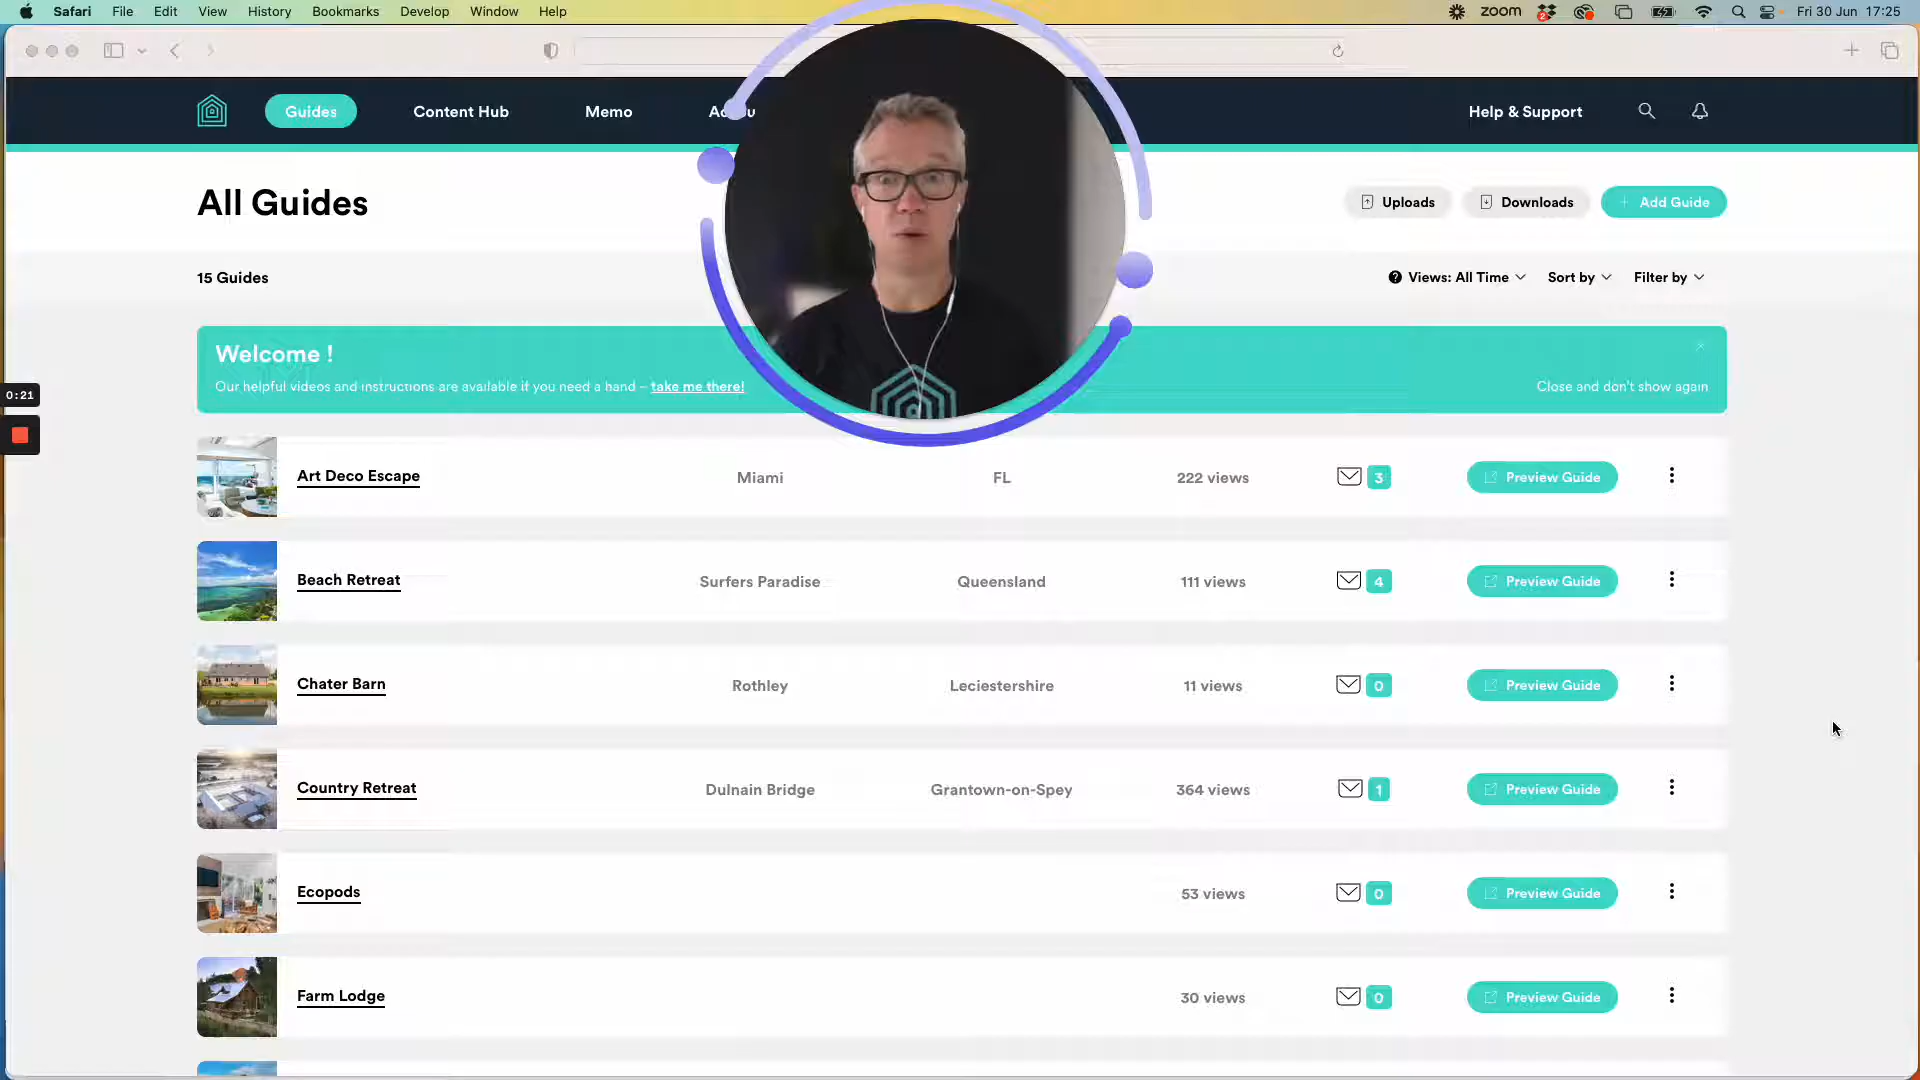 Safari File Edit View History Bookmarks Develop Window Help zoom 2 Fri 30 Jun 17:25
Guides Content Hub Memo Help & Support
All Guides
Uploads Downloads + Add Guide
15 Guides
? Views: All Time Sort by Filter by
Welcome !
Our helpful videos and instructions are available if you need a hand – take me there! Close and don't show again
0:21
Art Deco Escape Miami FL 222 views 3 Preview Guide
Beach Retreat Surfers Paradise Queensland 111 views 4 Preview Guide
Chater Barn Rothley Leciestershire 11 views 0 Preview Guide
Country Retreat Dulnain Bridge Grantown-on-Spey 364 views 1 Preview Guide
Ecopods 53 views 0 Preview Guide
Farm Lodge 30 views 0 Preview Guide